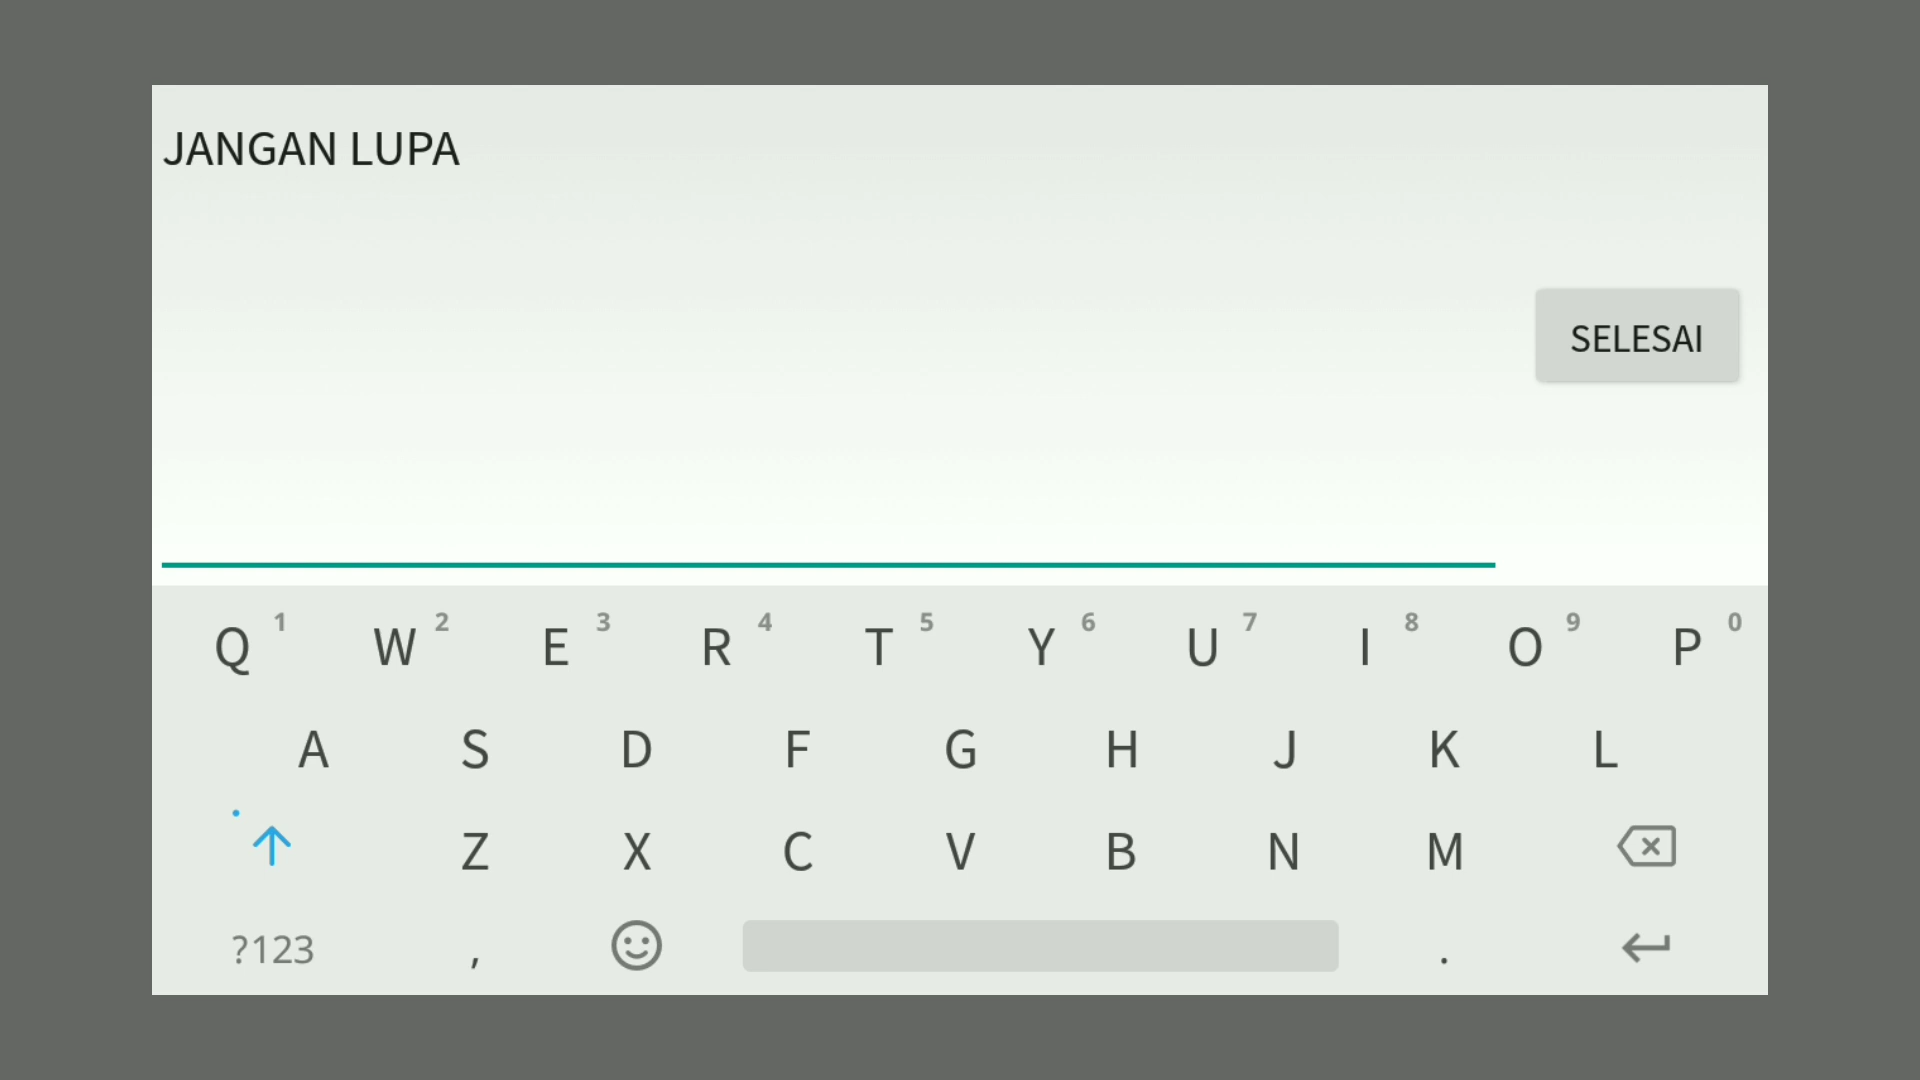 JANGAN LUPA
SELESAI
Q 1 W 2 E 3 R 4 T 5 Y 6 U 7 I 8 O 9 P 0
A S D F G H J K L
Z X C V B N M
?123 , .